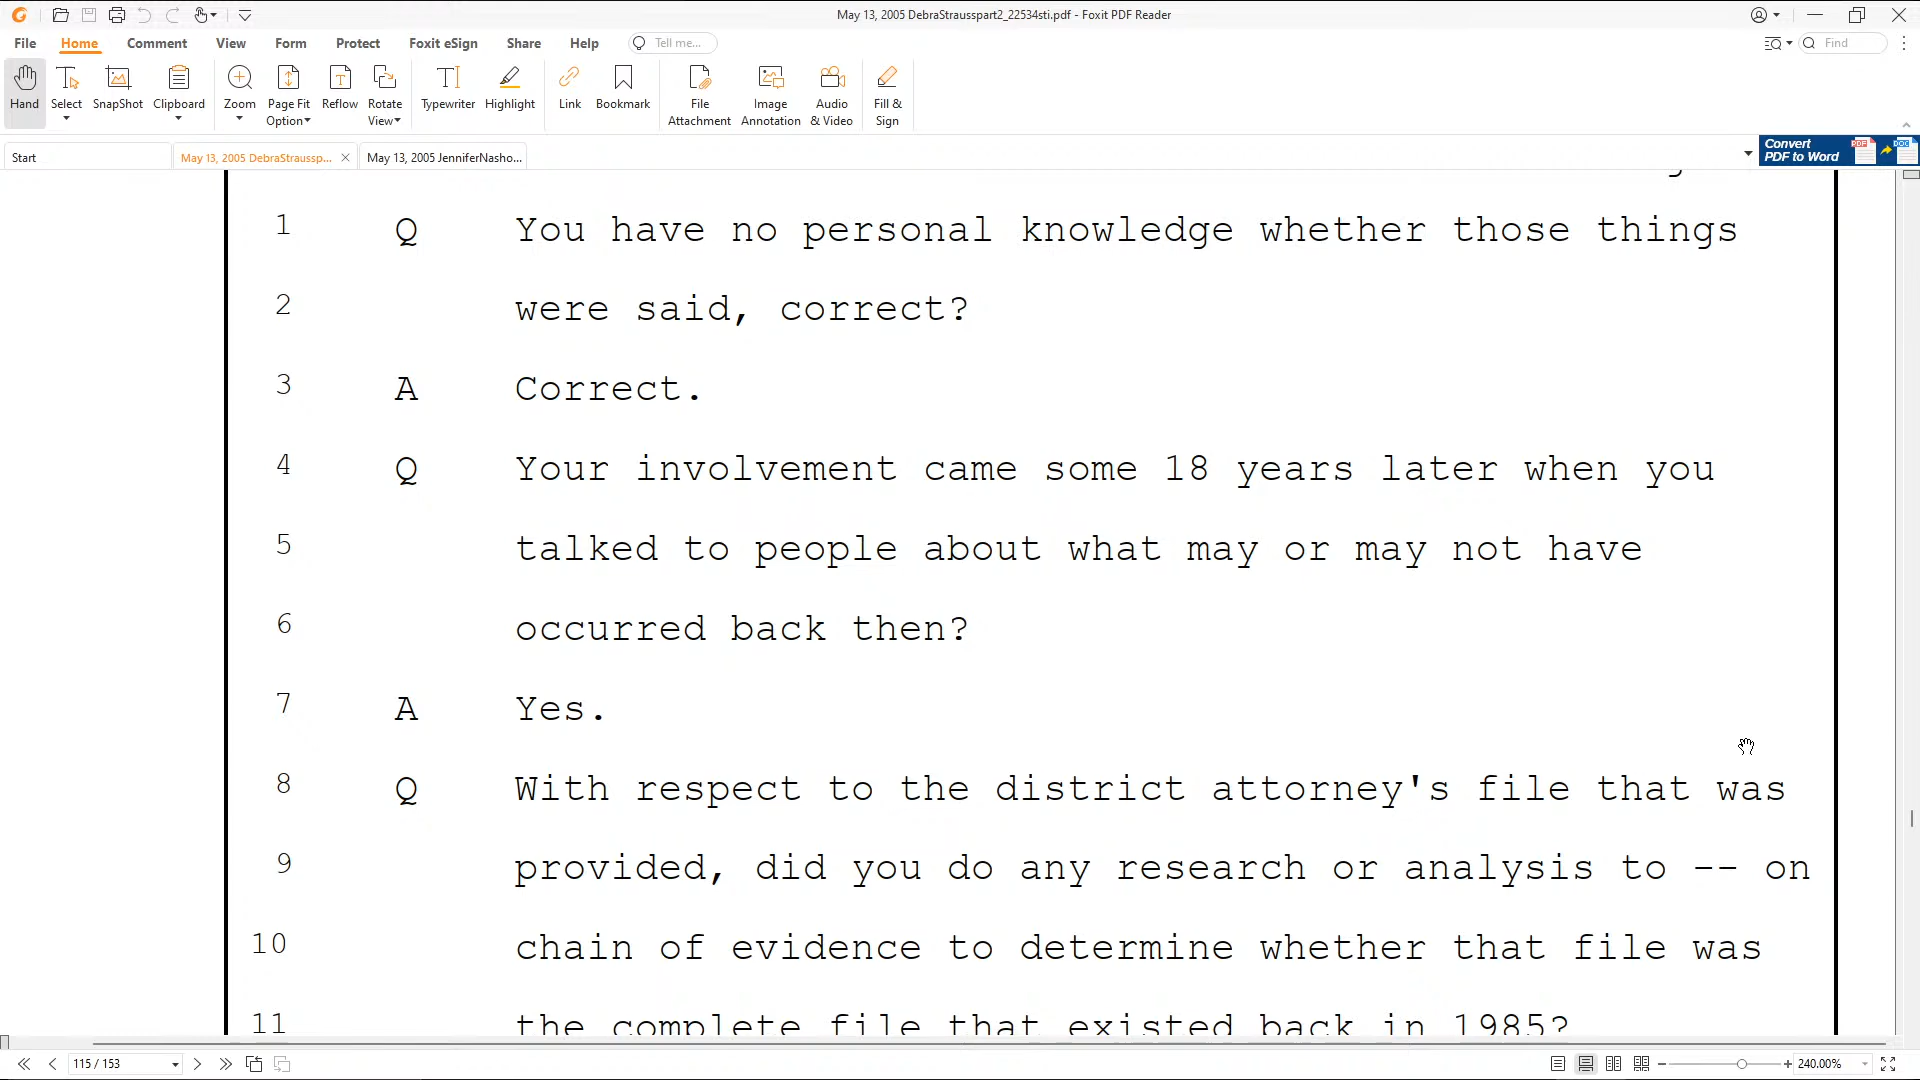 May 13, 2005 DebraStrausspart2_22534sti.pdf - Foxit PDF Reader
File Home Comment View Form Protect Foxit eSign Share Help Tell me... Find
Hand Select SnapShot Clipboard Zoom Page Fit Option Reflow Rotate View Typewriter Highlight Link Bookmark File Attachment Image Annotation Audio & Video Fill & Sign
Start May 13, 2005 DebraStraussp... May 13, 2005 JenniferNasho...
Convert
PDF to Word PDF DOC
1 Q You have no personal knowledge whether those things
2 were said, correct?
3 A Correct.
4 Q Your involvement came some 18 years later when you
5 talked to people about what may or may not have
6 occurred back then?
7 A Yes.
8 Q With respect to the district attorney's file that was
9 provided, did you do any research or analysis to -- on
10 chain of evidence to determine whether that file was
11 the complete file that existed back in 1985?
115 / 153 240.00%